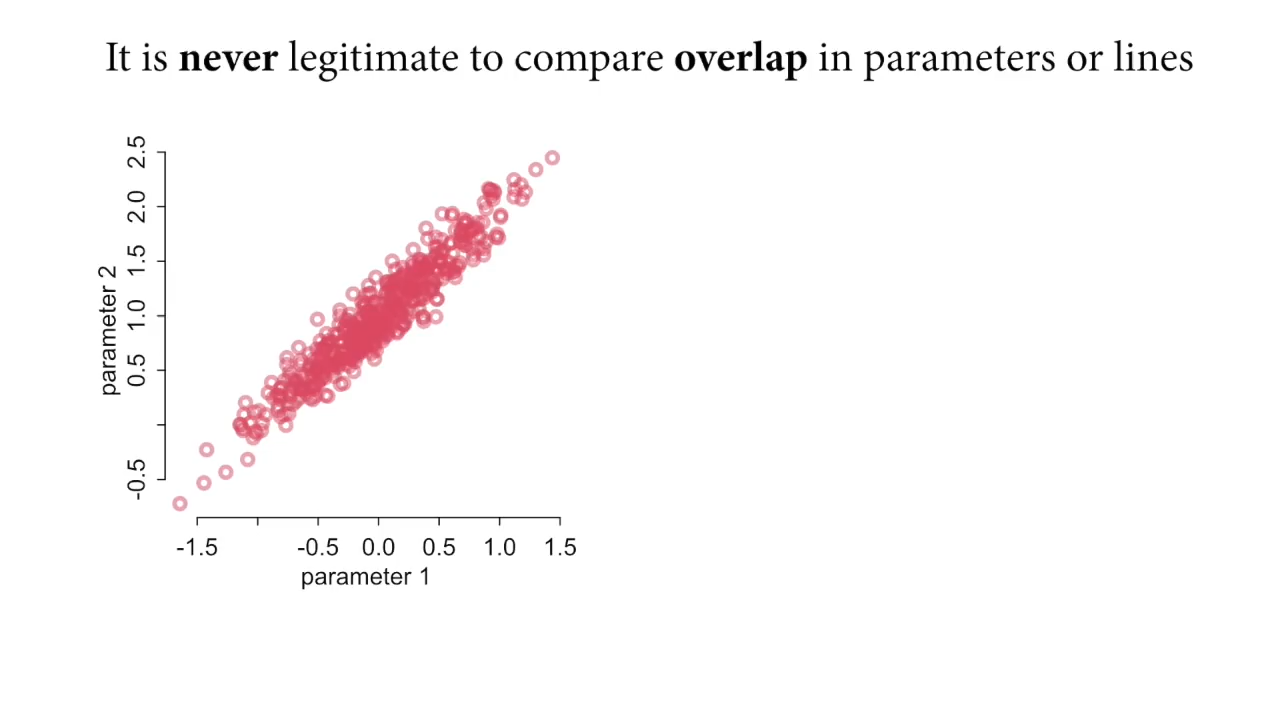 It is never legitimate to compare overlap in parameters or lines
2.5
2.0
1.5
1.0
0.5
-0.5
parameter 2
-1.5 -0.5 0.0 0.5 1.0 1.5
parameter 1